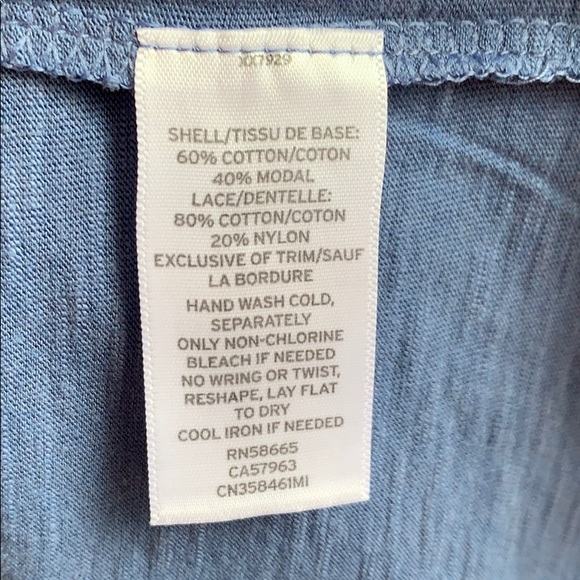 XX7929
SHELL/TISSU DE BASE:
60% COTTON/COTON
40% MODAL
LACE/DENTELLE:
80% COTTON/COTON
20% NYLON
EXCLUSIVE OF TRIM/SAUF
LA BORDURE
HAND WASH COLD,
SEPARATELY
ONLY NON-CHLORINE
BLEACH IF NEEDED
NO WRING OR TWIST,
RESHAPE, LAY FLAT
TO DRY
COOL IRON IF NEEDED
RN58665
CA57963
CN358461MI